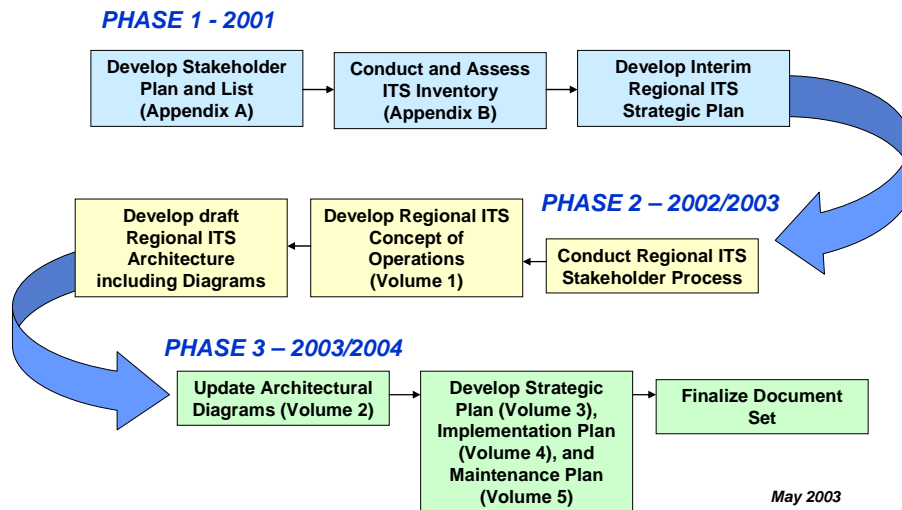 PHASE 1 - 2001
Develop Stakeholder
Plan and List
(Appendix A)
Conduct and Assess
ITS Inventory
(Appendix B)
Develop Interim
Regional ITS
Strategic Plan
PHASE 2 – 2002/2003
Conduct Regional ITS
Stakeholder Process
Develop Regional ITS
Concept of
Operations
(Volume 1)
Develop draft
Regional ITS
Architecture
including Diagrams
PHASE 3 – 2003/2004
Update Architectural
Diagrams (Volume 2)
Develop Strategic
Plan (Volume 3),
Implementation Plan
(Volume 4), and
Maintenance Plan
(Volume 5)
Finalize Document
Set
May 2003